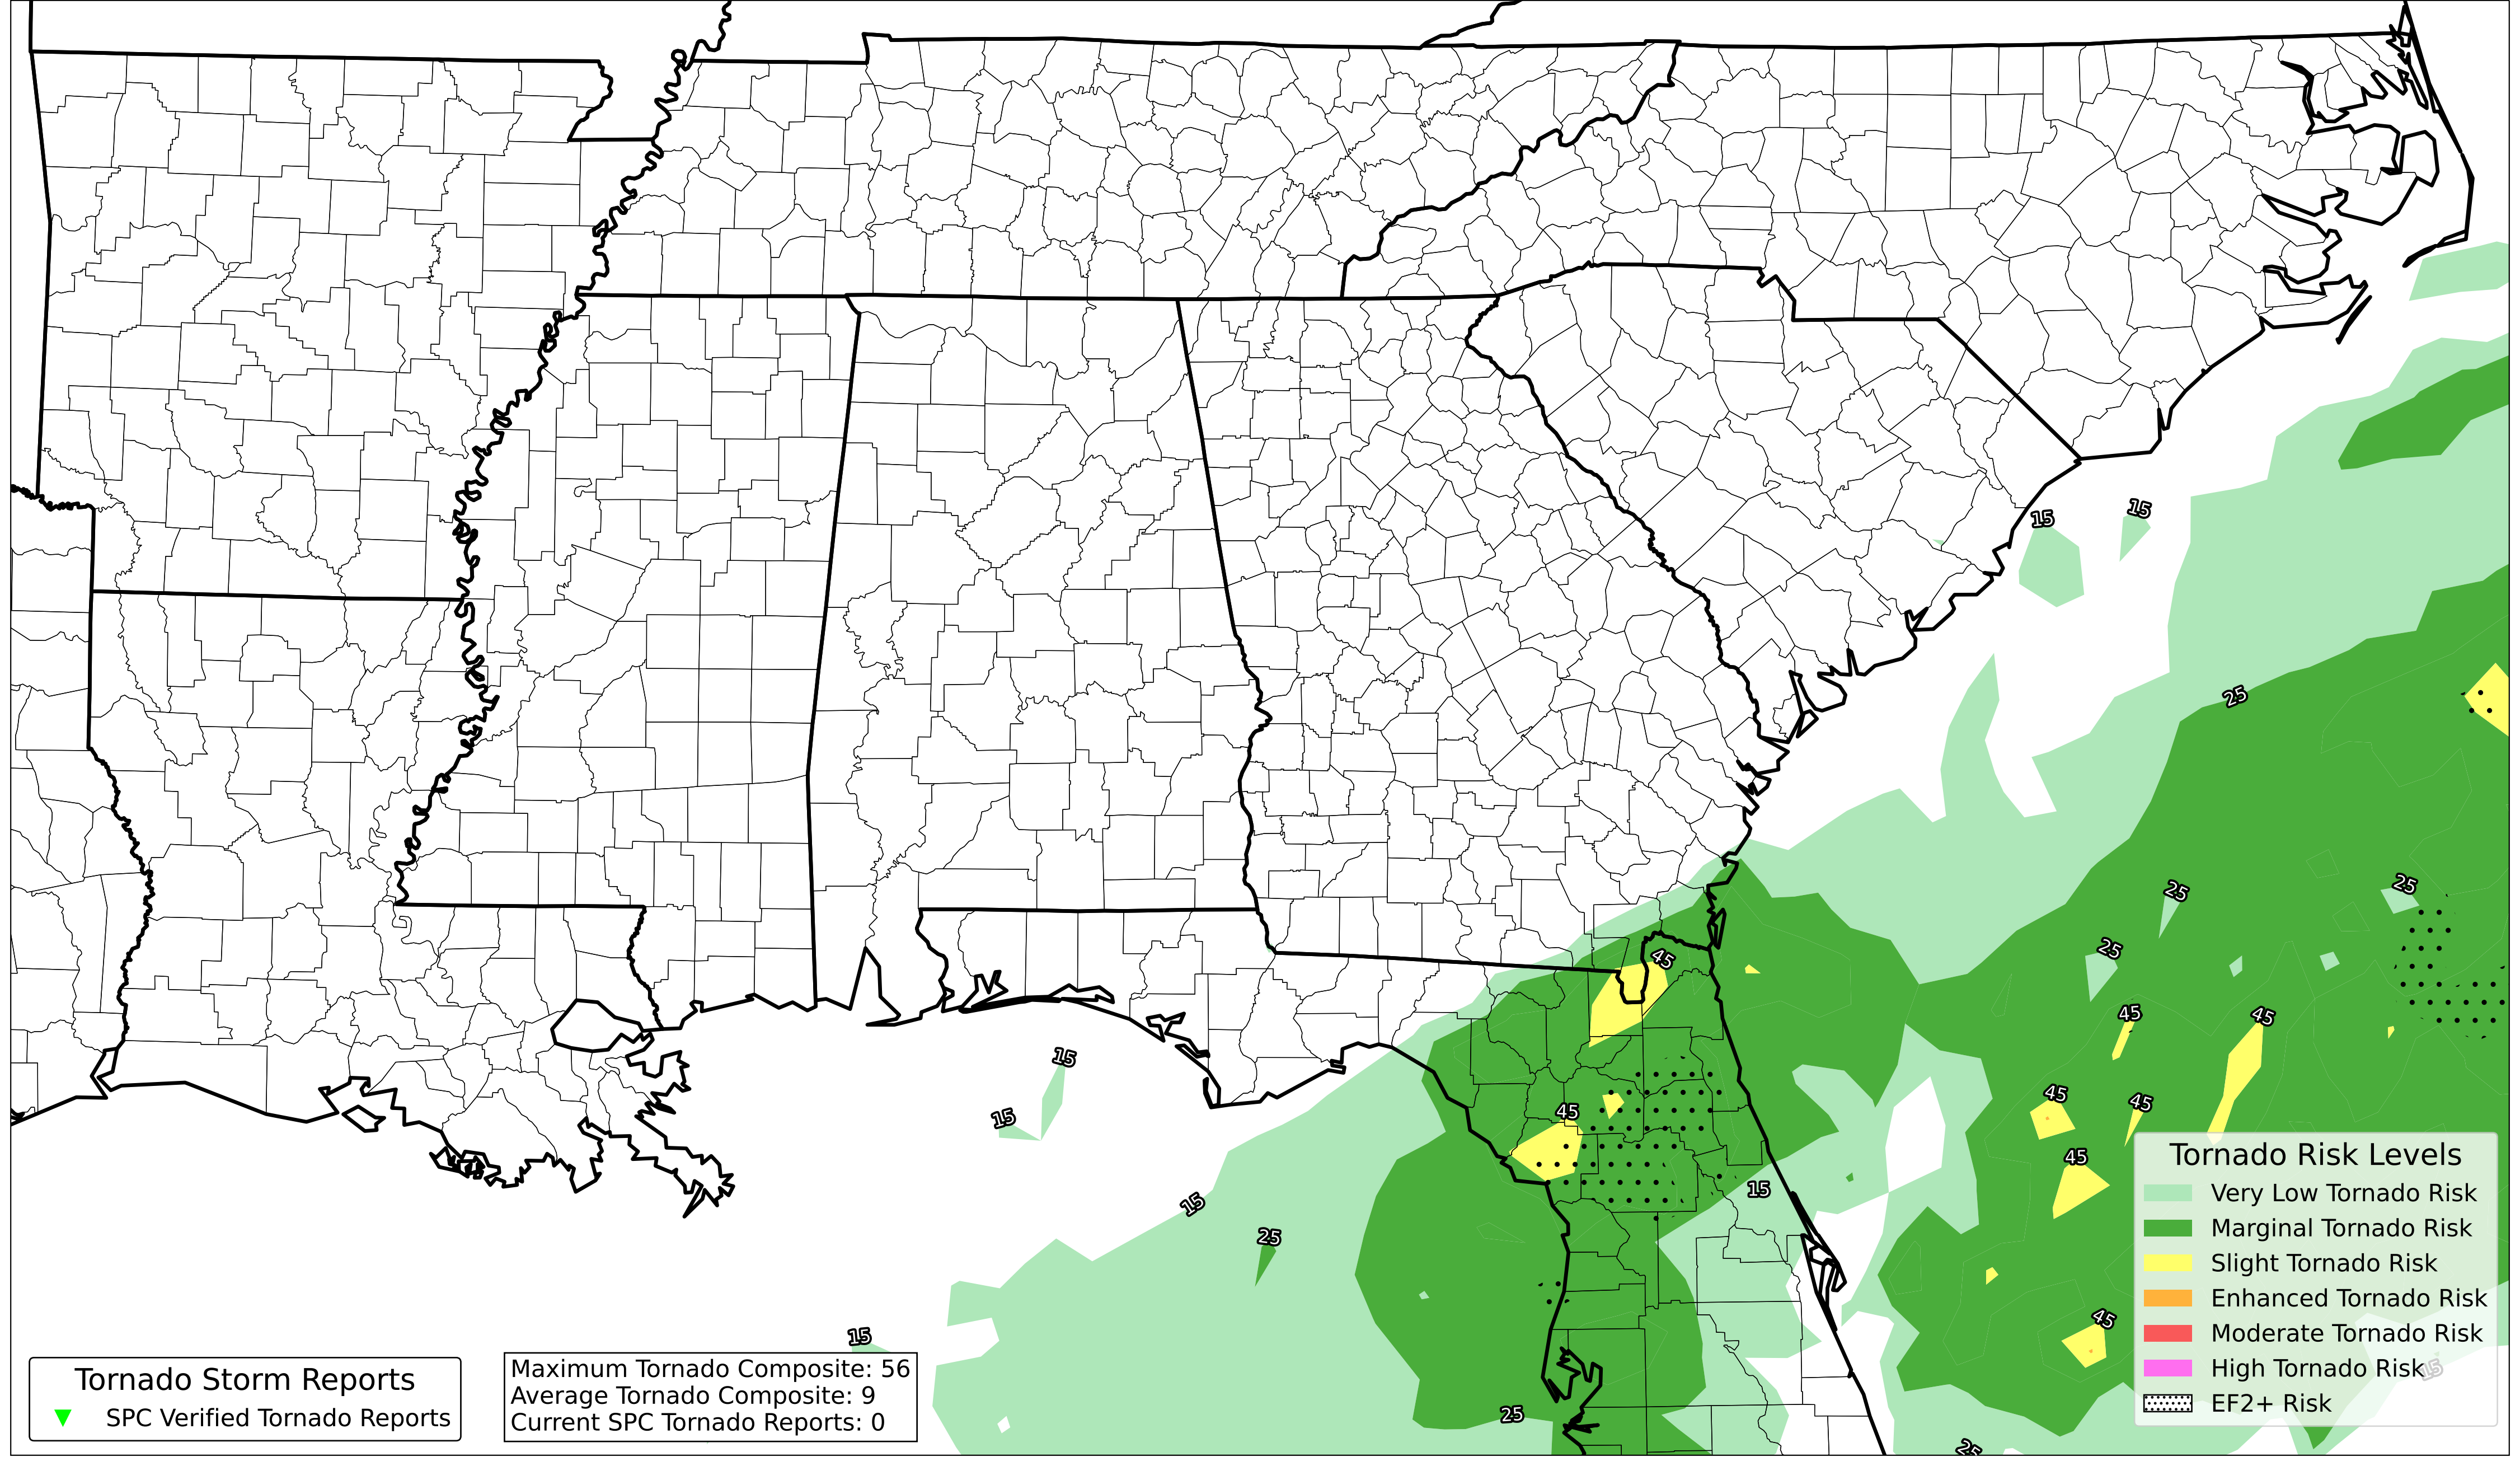 15
15
25
25
25
25
45
45
45
15
15
45
45
45
45
15
15
25
45
15
15
25
25
Tornado Risk Levels
Very Low Tornado Risk
Marginal Tornado Risk
Slight Tornado Risk
Enhanced Tornado Risk
Moderate Tornado Risk
High Tornado Risk
EF2+ Risk
Tornado Storm Reports
SPC Verified Tornado Reports
Maximum Tornado Composite: 56
Average Tornado Composite: 9
Current SPC Tornado Reports: 0